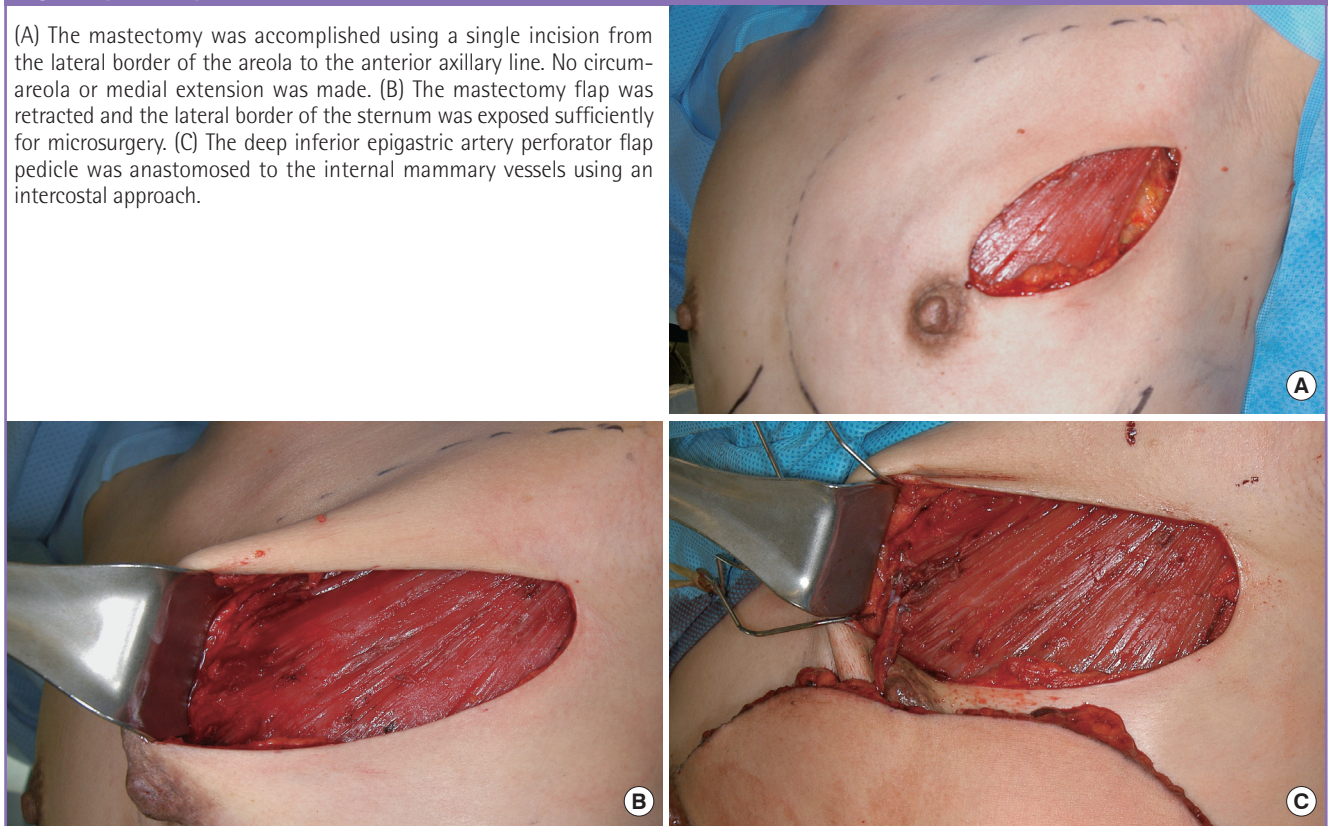 (A) The mastectomy was accomplished using a single incision from
the lateral border of the areola to the anterior axillary line. No circum-
areola or medial extension was made. (B) The mastectomy flap was
retracted and the lateral border of the sternum was exposed sufficiently
for microsurgery. (C) The deep inferior epigastric artery perforator flap
pedicle was anastomosed to the internal mammary vessels using an
intercostal approach.
A
B
C